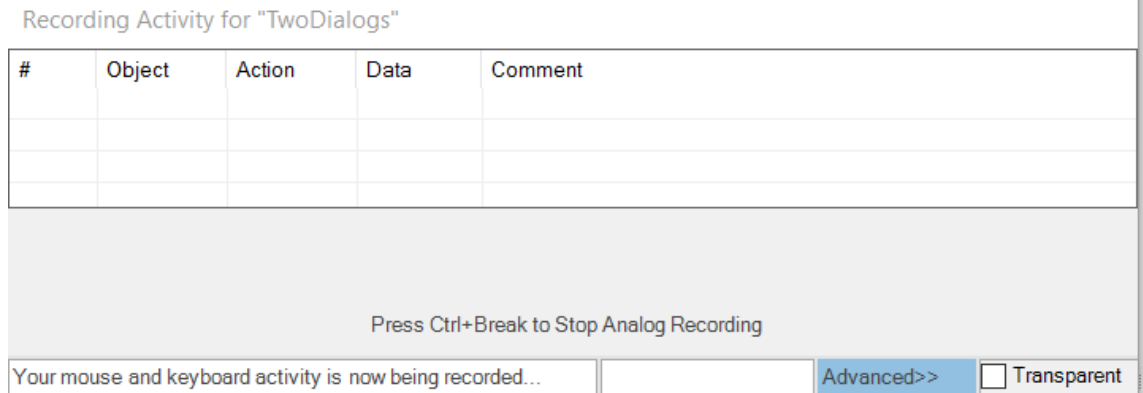 Recording Activity for "TwoDialogs"
# Object Action Data Comment
Press Ctrl+Break to Stop Analog Recording
Your mouse and keyboard activity is now being recorded... Advanced>> Transparent